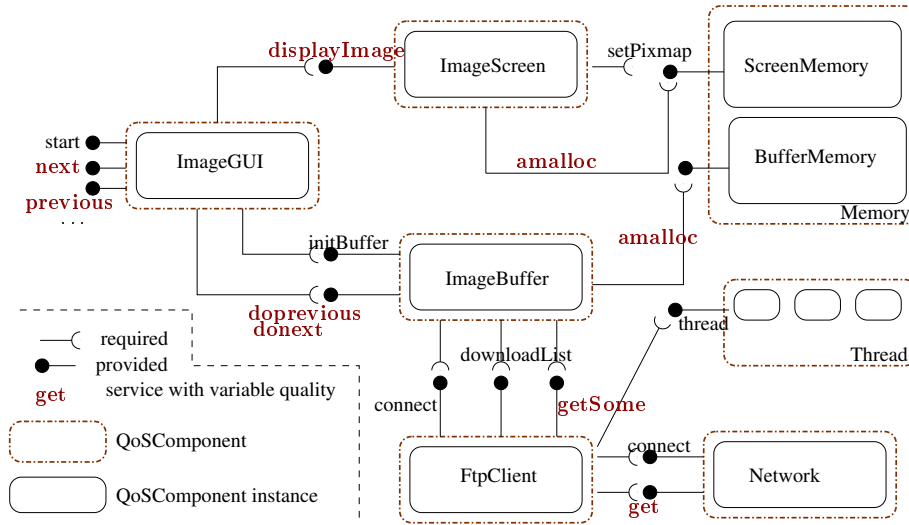 displayImage
ImageScreen
setPixmap
ScreenMemory
start
next
previous
. . .
ImageGUI
amalloc
BufferMemory
Memory
initBuffer
amalloc
ImageBuffer
doprevious
donext
thread
Thread
required
provided
get
service with variable quality
downloadList
connect
getSome
QoSComponent
QoSComponent instance
FtpClient
connect
get
Network